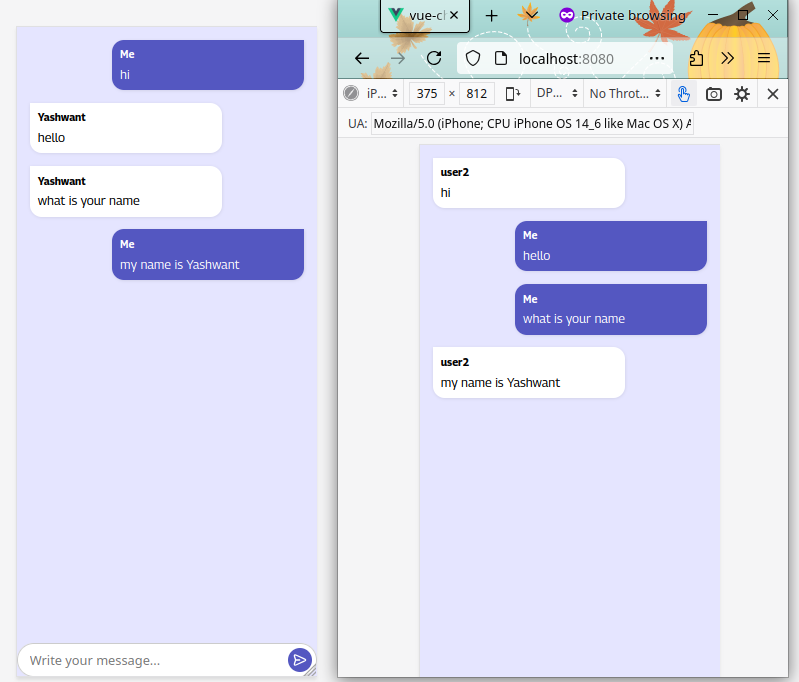 Me
hi
Yashwant
hello
Yashwant
what is your name
Me
my name is Yashwant
Write your message...
vue-cl
Private browsing
localhost:8080
iP...
375 × 812
DP...
No Throt...
UA: Mozilla/5.0 (iPhone; CPU iPhone OS 14_6 like Mac OS X) A
user2
hi
Me
hello
Me
what is your name
user2
my name is Yashwant